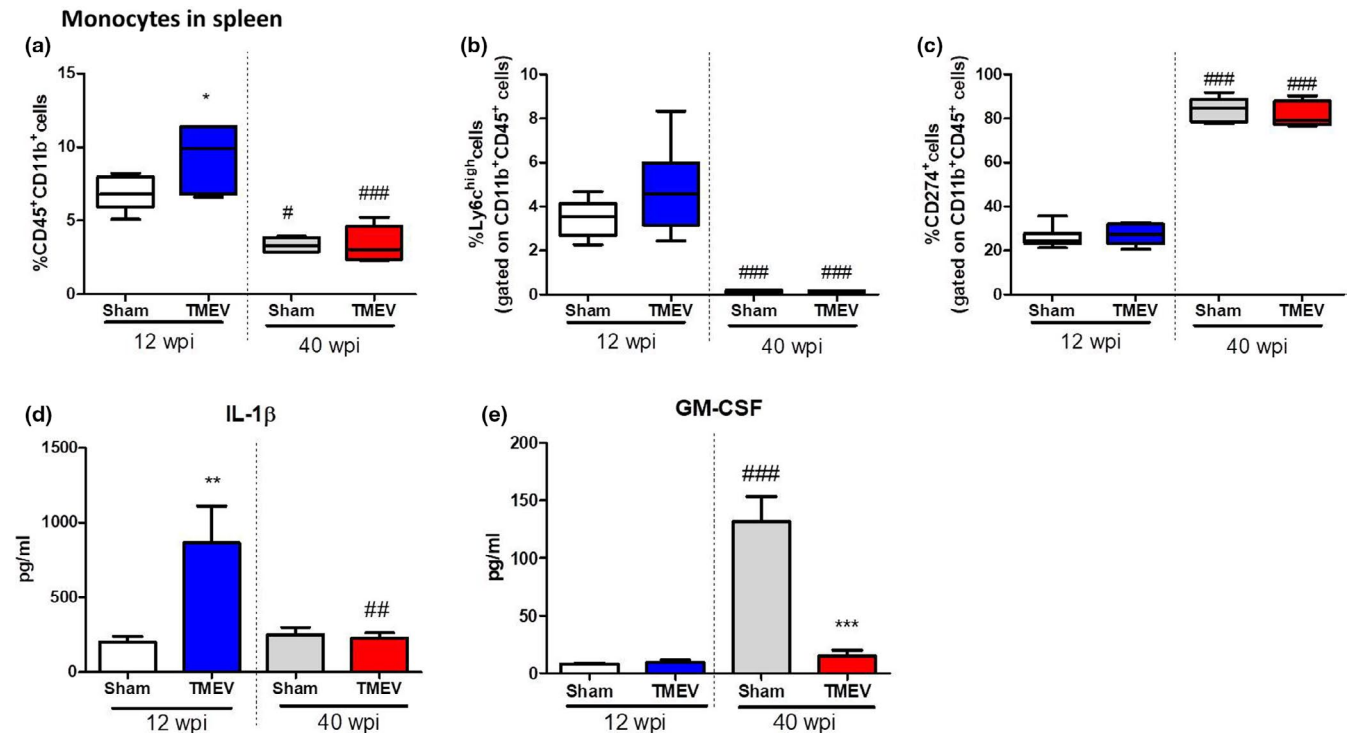 Monocytes in spleen
(a)
%CD45+CD11b+cells
15
10
5
0
*
#
###
Sham
TMEV
Sham
TMEV
12 wpi
40 wpi
(b)
%Ly6chighcells
(gated on CD11b+CD45+ cells)
10
8
6
4
2
0
###
###
Sham
TMEV
Sham
TMEV
12 wpi
40 wpi
(c)
%CD274+cells
(gated on CD11b+CD45+ cells)
100
80
60
40
20
0
###
###
Sham
TMEV
Sham
TMEV
12 wpi
40 wpi
(d)
IL-1β
pg/ml
1500
1000
500
0
**
##
Sham
TMEV
Sham
TMEV
12 wpi
40 wpi
(e)
GM-CSF
pg/ml
200
150
100
50
0
###
***
Sham
TMEV
Sham
TMEV
12 wpi
40 wpi